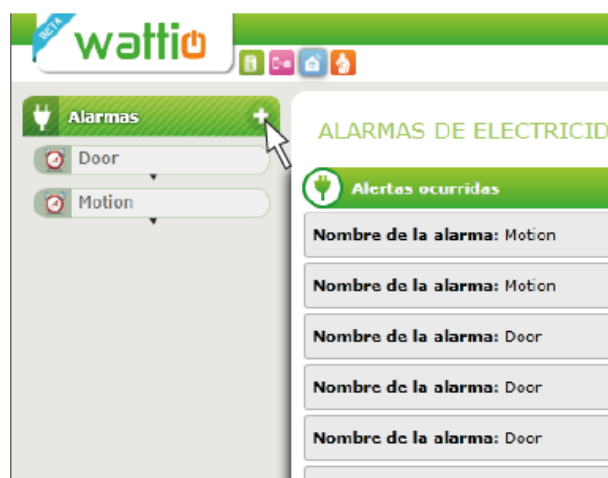 BETA
wattio
Alarmas
Door
Motion
ALARMAS DE ELECTRICID
Alertas ocurridas
Nombre de la alarma: Motion
Nombre de la alarma: Motion
Nombre de la alarma: Door
Nombre de la alarma: Door
Nombre de la alarma: Door